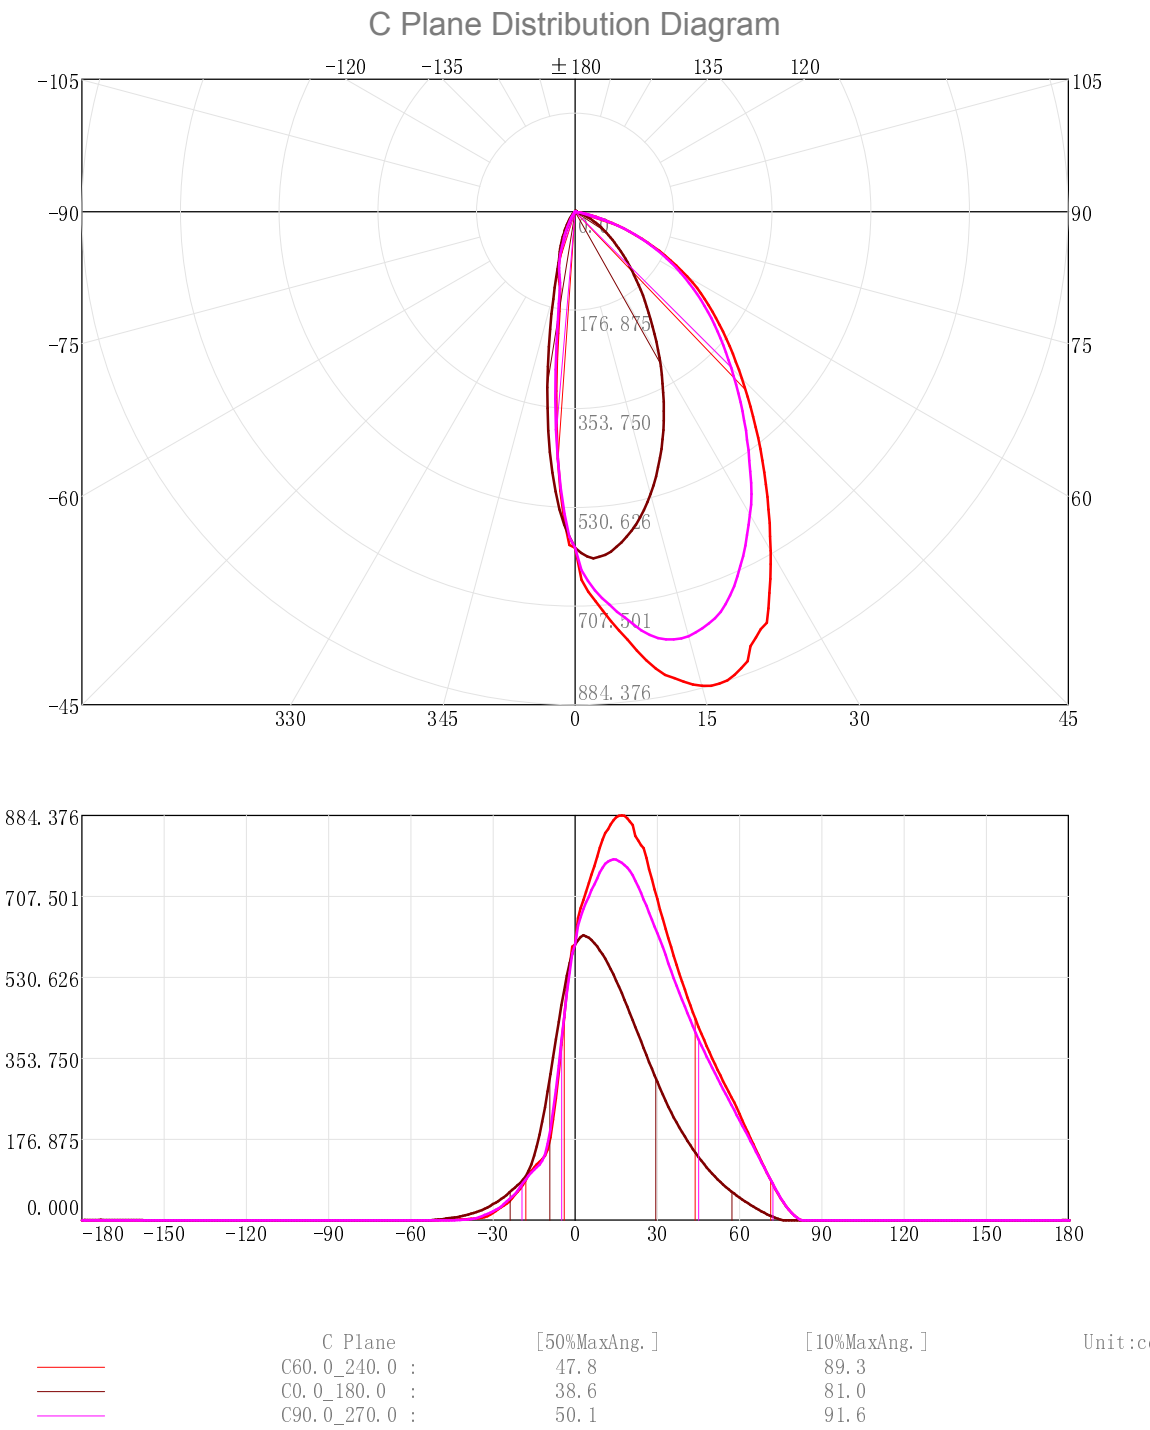 C Plane Distribution Diagram
-120 -135 ±180 135 120
-105 105
-90 90
0.0
176.875
-75 75
353.750
-60 60
530.626
707.501
884.376
-45
330 345 0 15 30 45
884.376
707.501
530.626
353.750
176.875
0.000
-180 -150 -120 -90 -60 -30 0 30 60 90 120 150 180
C Plane [50%MaxAng.] [10%MaxAng.] Unit:c
C60.0_240.0 : 47.8 89.3
C0.0_180.0 : 38.6 81.0
C90.0_270.0 : 50.1 91.6